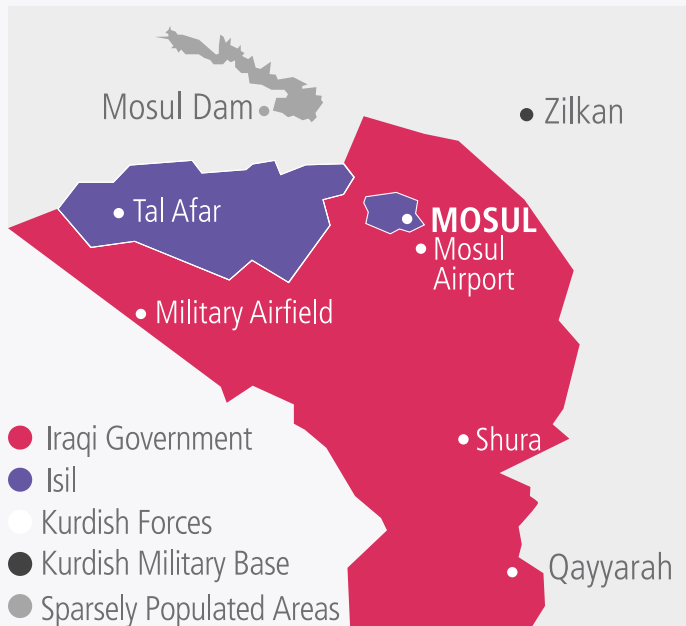 Mosul Dam
Zilkan
Tal Afar
MOSUL
Mosul
Airport
Military Airfield
Iraqi Government
Shura
Isil
Kurdish Forces
Kurdish Military Base
Qayyarah
Sparsely Populated Areas